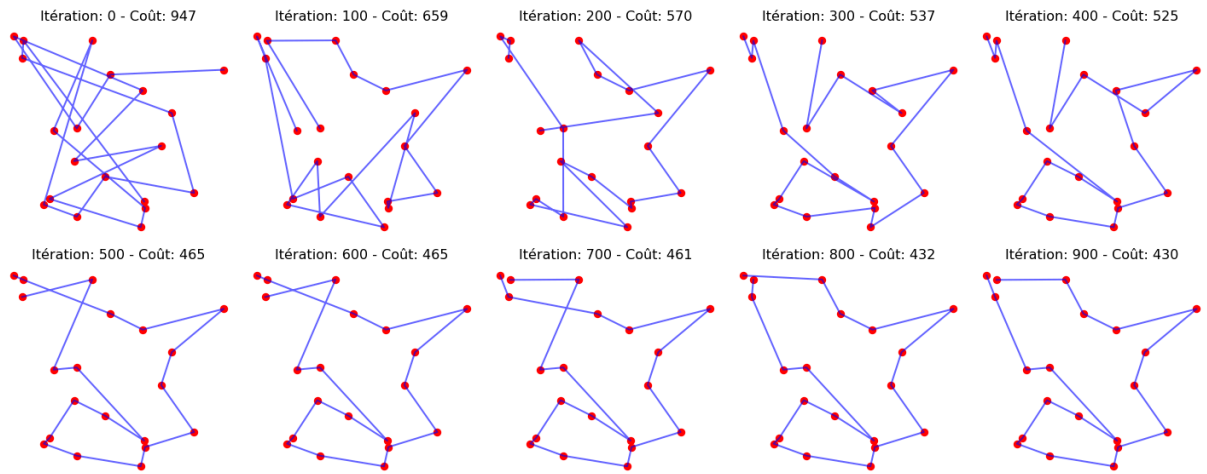 Itération: 0 - Coût: 947
Itération: 100 - Coût: 659
Itération: 200 - Coût: 570
Itération: 300 - Coût: 537
Itération: 400 - Coût: 525
Itération: 500 - Coût: 465
Itération: 600 - Coût: 465
Itération: 700 - Coût: 461
Itération: 800 - Coût: 432
Itération: 900 - Coût: 430